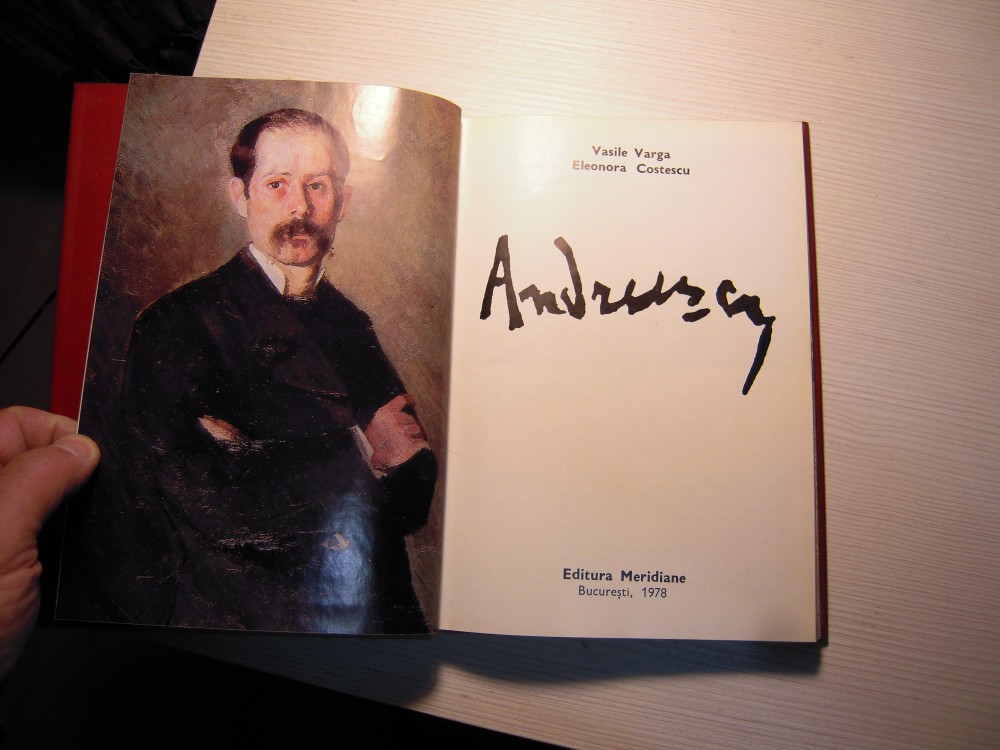 Vasile Varga
Eleonora Costescu
Andreescu
Editura Meridiane
Bucureşti, 1978